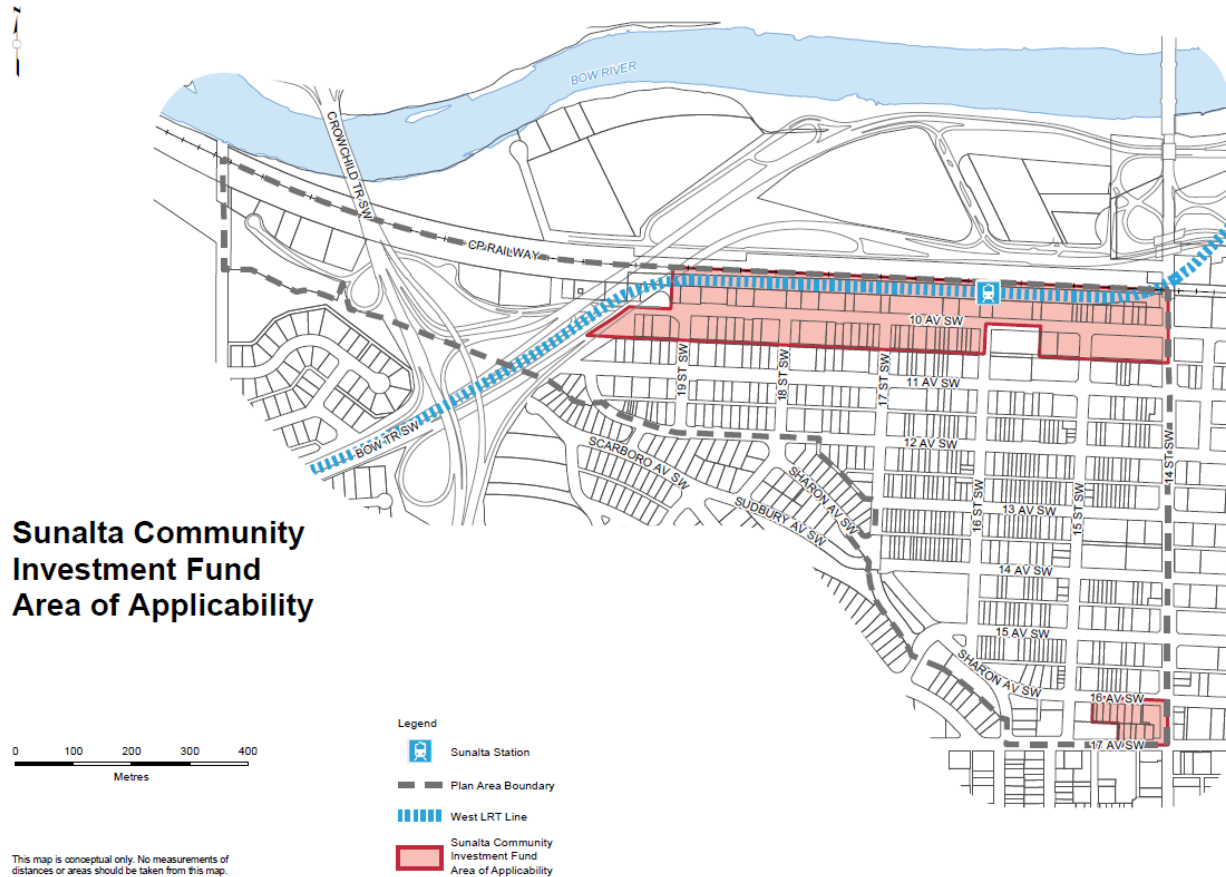 N
BOW RIVER
CROWCHILD TR SW
CP RAILWAY
10 AV SW
19 ST SW
18 ST SW
17 ST SW
11 AV SW
14 ST SW
BOW TR SW
12 AV SW
SCARBORO AV SW
SHARON AV SW
SUDBURY AV SW
16 ST SW
15 ST SW
13 AV SW
14 AV SW
15 AV SW
SHARON AV SW
16 AV SW
17 AV SW
Sunalta Community
Investment Fund
Area of Applicability
0 100 200 300 400
Metres
Legend
Sunalta Station
Plan Area Boundary
West LRT Line
Sunalta Community
Investment Fund
Area of Applicability
This map is conceptual only. No measurements of
distances or areas should be taken from this map.